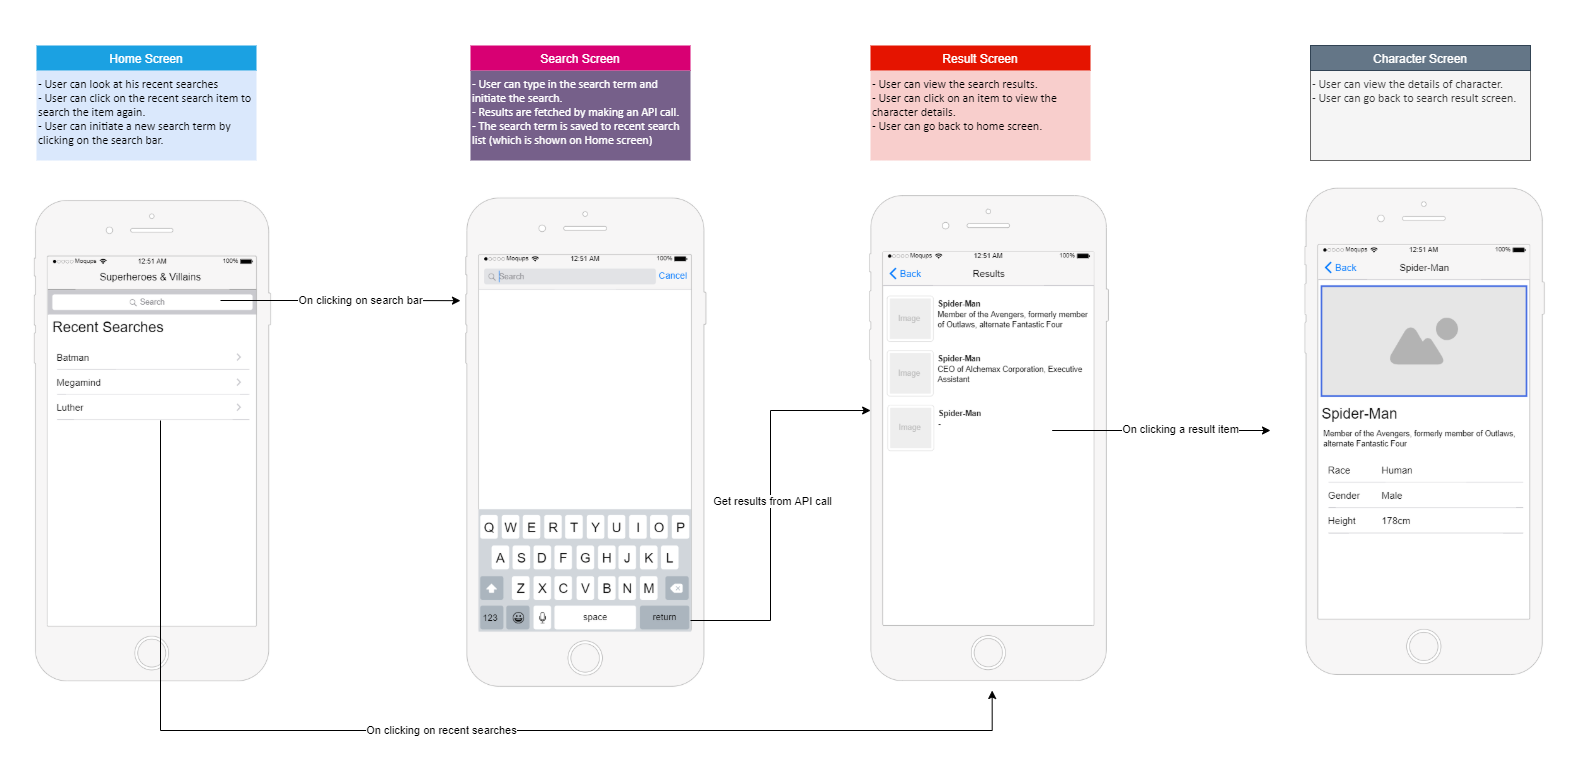 Home Screen
- User can look at his recent searches
- User can click on the recent search item to
search the item again.
- User can initiate a new search term by
clicking on the search bar.
Search Screen
- User can type in the search term and
initiate the search.
- Results are fetched by making an API call.
- The search term is saved to recent search
list (which is shown on Home screen)
Result Screen
- User can view the search results.
- User can click on an item to view the
character details.
- User can go back to home screen.
Character Screen
- User can view the details of character.
- User can go back to search result screen.
Moqups 12:51 AM 100%
Superheroes & Villains
Search
Recent Searches
Batman
Megamind
Luther
On clicking on search bar
Moqups 12:51 AM 100%
Search Cancel
Q W E R T Y U I O P
A S D F G H J K L
Z X C V B N M
123 space return
Get results from API call
Moqups 12:51 AM 100%
Back Results
Image
Spider-Man
Member of the Avengers, formerly member
of Outlaws, alternate Fantastic Four
Image
Spider-Man
CEO of Alchemax Corporation, Executive
Assistant
Image
Spider-Man
-
On clicking a result item
Moqups 12:51 AM 100%
Back Spider-Man
Spider-Man
Member of the Avengers, formerly member of Outlaws,
alternate Fantastic Four
Race Human
Gender Male
Height 178cm
On clicking on recent searches